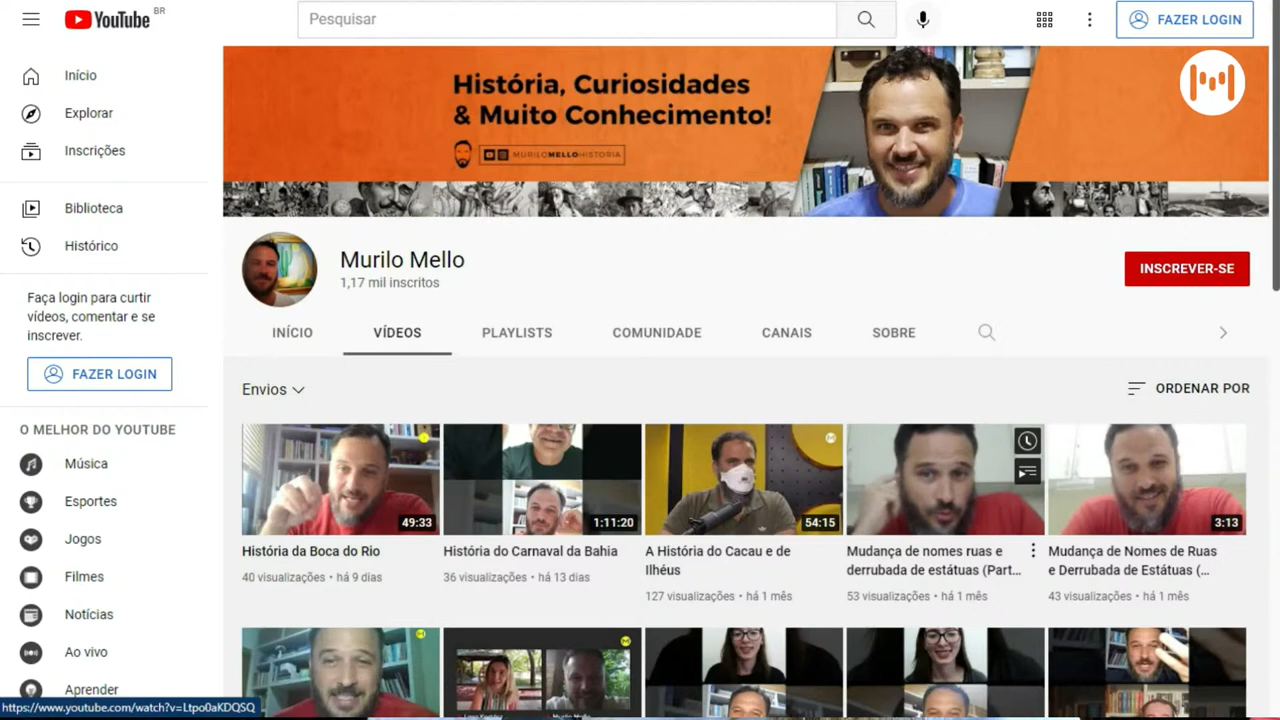 YouTube BR
Pesquisar
FAZER LOGIN
Início
Explorar
Inscrições
Biblioteca
Histórico
Faça login para curtir
vídeos, comentar e se
inscrever.
FAZER LOGIN
O MELHOR DO YOUTUBE
Música
Esportes
Jogos
Filmes
Notícias
Ao vivo
Aprender
https://www.youtube.com/watch?v=Ltpo0aKDQSQ
História, Curiosidades
& Muito Conhecimento!
MURILOMELLOHISTORIA
Murilo Mello
1,17 mil inscritos
INSCREVER-SE
INÍCIO VÍDEOS PLAYLISTS COMUNIDADE CANAIS SOBRE
Envios
ORDENAR POR
49:33
História da Boca do Rio
40 visualizações • há 9 dias
1:11:20
História do Carnaval da Bahia
36 visualizações • há 13 dias
54:15
A História do Cacau e de
Ilhéus
127 visualizações • há 1 mês
Mudança de nomes ruas e
derrubada de estátuas (Part...
53 visualizações • há 1 mês
3:13
Mudança de Nomes de Ruas
e Derrubada de Estátuas (...
43 visualizações • há 1 mês